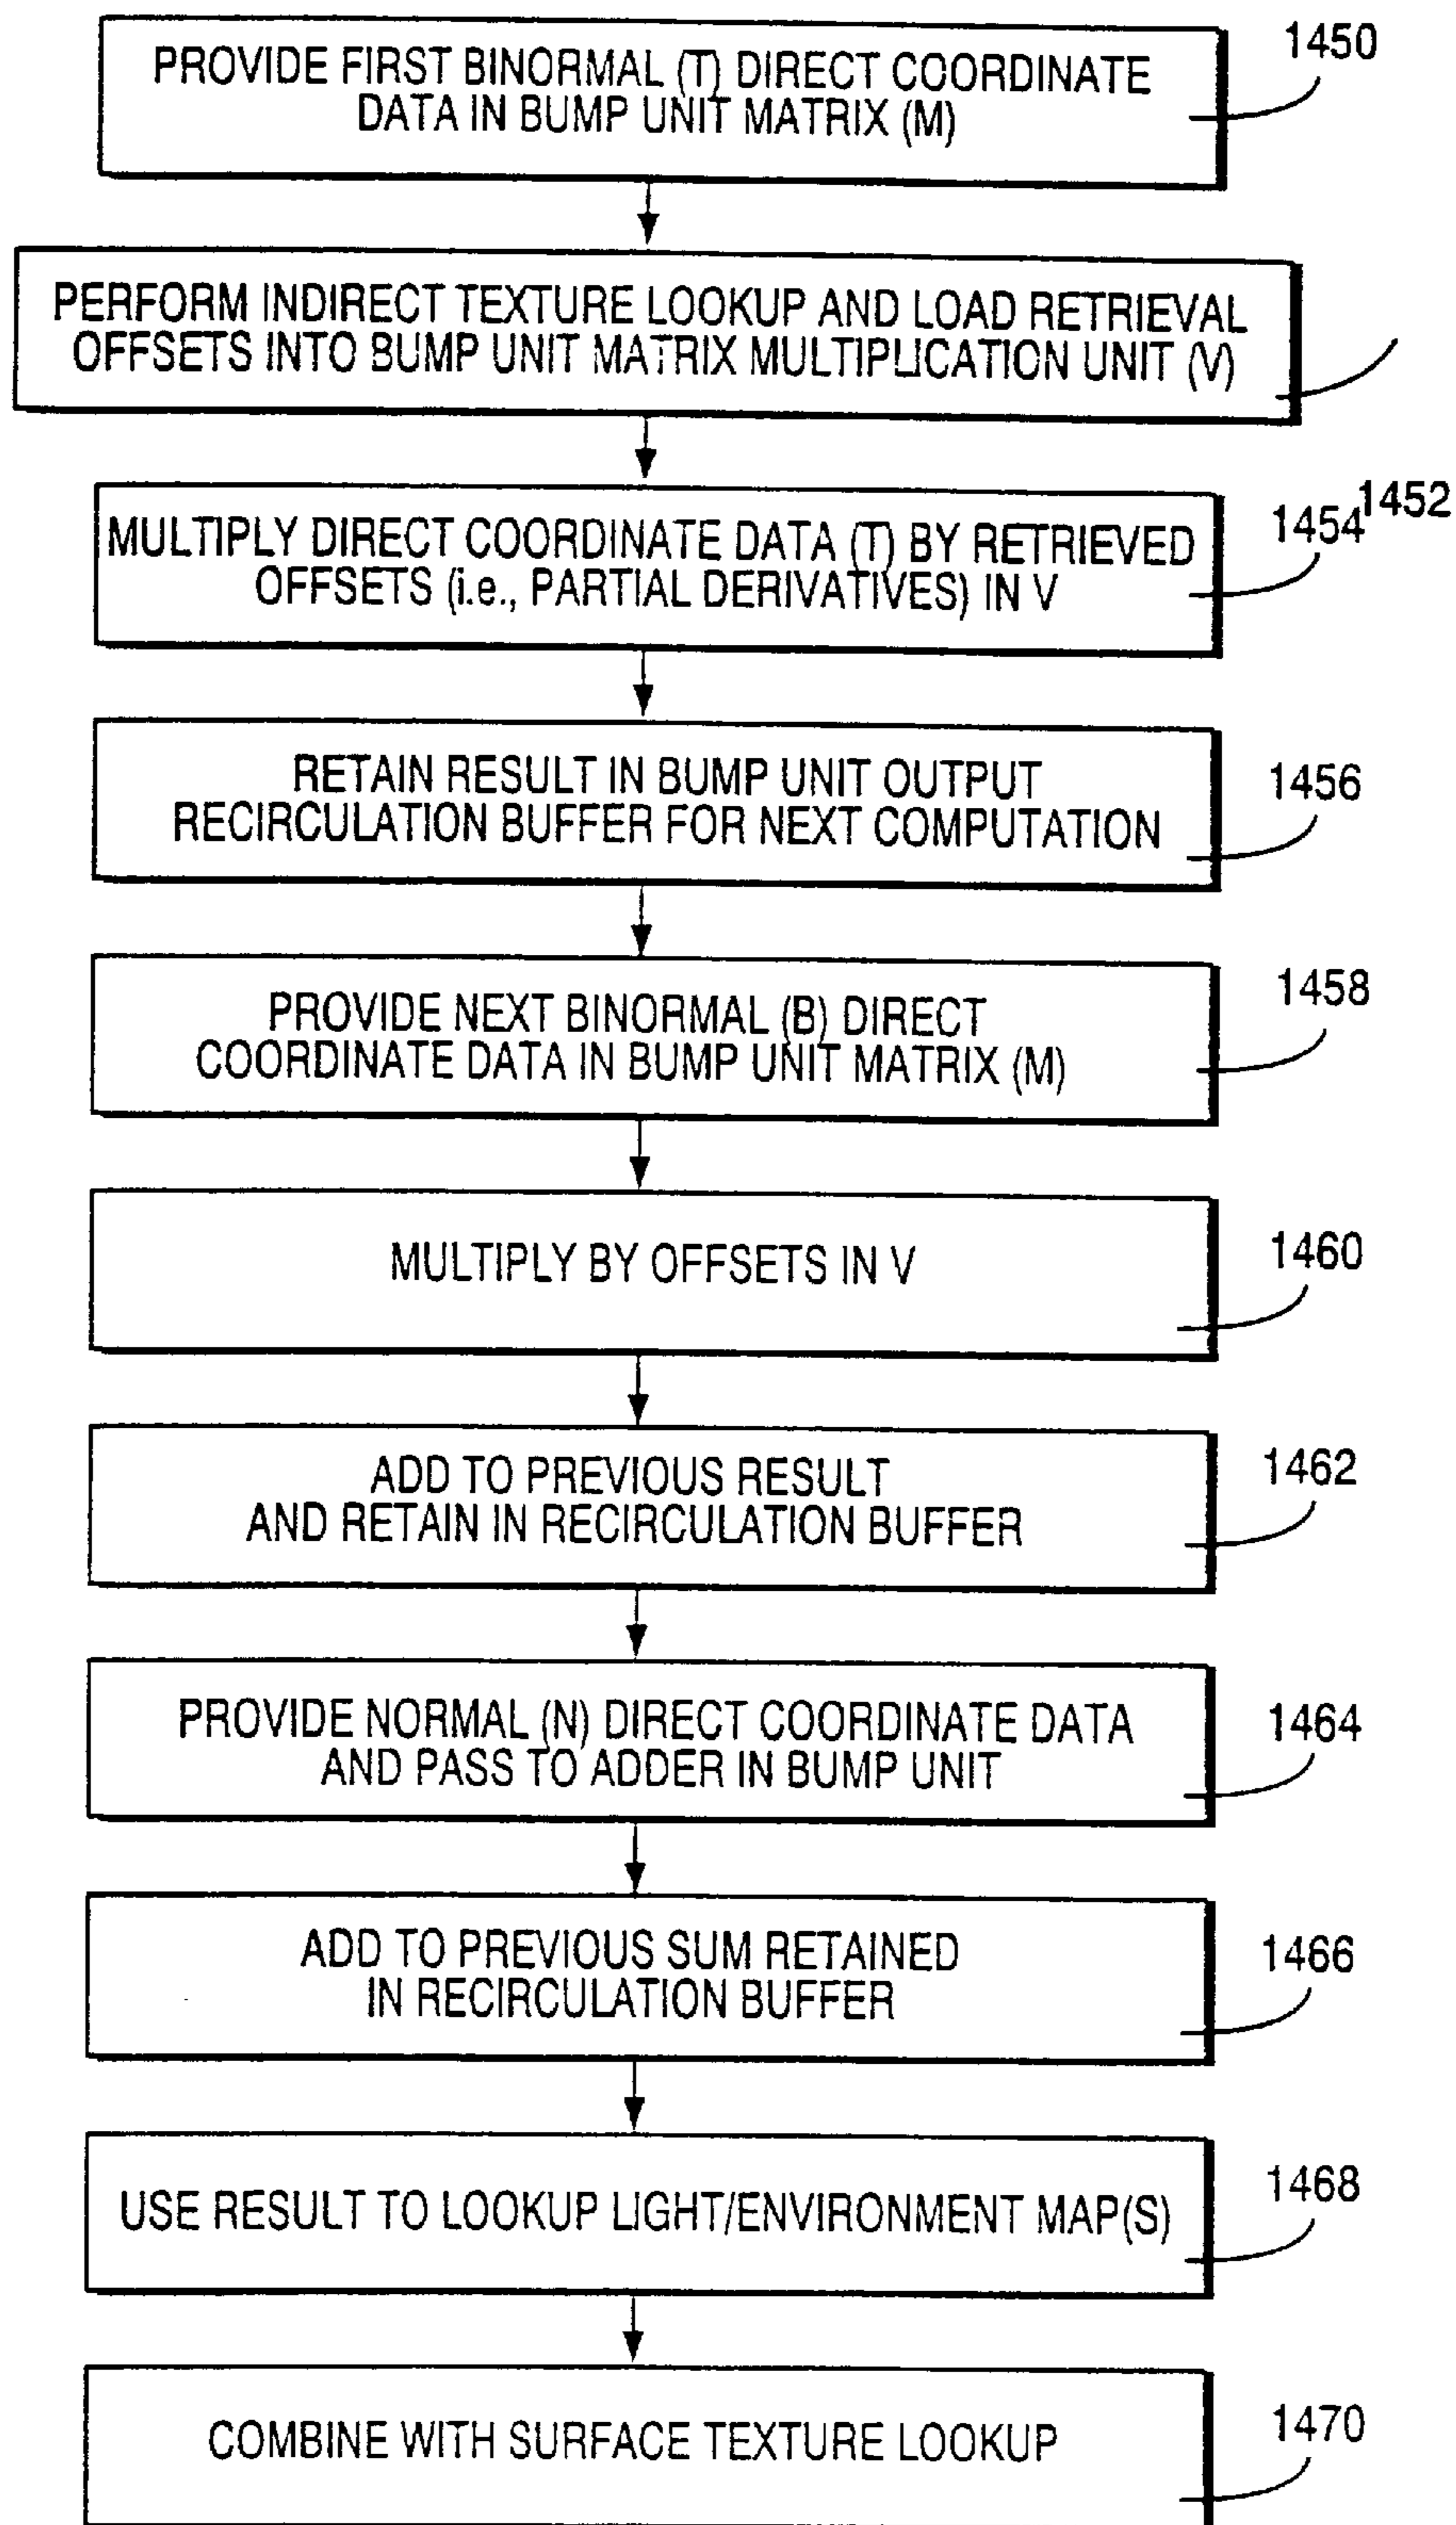 PROVIDE FIRST BINORMAL (T) DIRECT COORDINATE
DATA IN BUMP UNIT MATRIX (M)
1450
PERFORM INDIRECT TEXTURE LOOKUP AND LOAD RETRIEVAL
OFFSETS INTO BUMP UNIT MATRIX MULTIPLICATION UNIT (V)
1452
MULTIPLY DIRECT COORDINATE DATA (T) BY RETRIEVED
OFFSETS (i.e., PARTIAL DERIVATIVES) IN V
1454
RETAIN RESULT IN BUMP UNIT OUTPUT
RECIRCULATION BUFFER FOR NEXT COMPUTATION
1456
PROVIDE NEXT BINORMAL (B) DIRECT
COORDINATE DATA IN BUMP UNIT MATRIX (M)
1458
MULTIPLY BY OFFSETS IN V
1460
ADD TO PREVIOUS RESULT
AND RETAIN IN RECIRCULATION BUFFER
1462
PROVIDE NORMAL (N) DIRECT COORDINATE DATA
AND PASS TO ADDER IN BUMP UNIT
1464
ADD TO PREVIOUS SUM RETAINED
IN RECIRCULATION BUFFER
1466
USE RESULT TO LOOKUP LIGHT/ENVIRONMENT MAP(S)
1468
COMBINE WITH SURFACE TEXTURE LOOKUP
1470